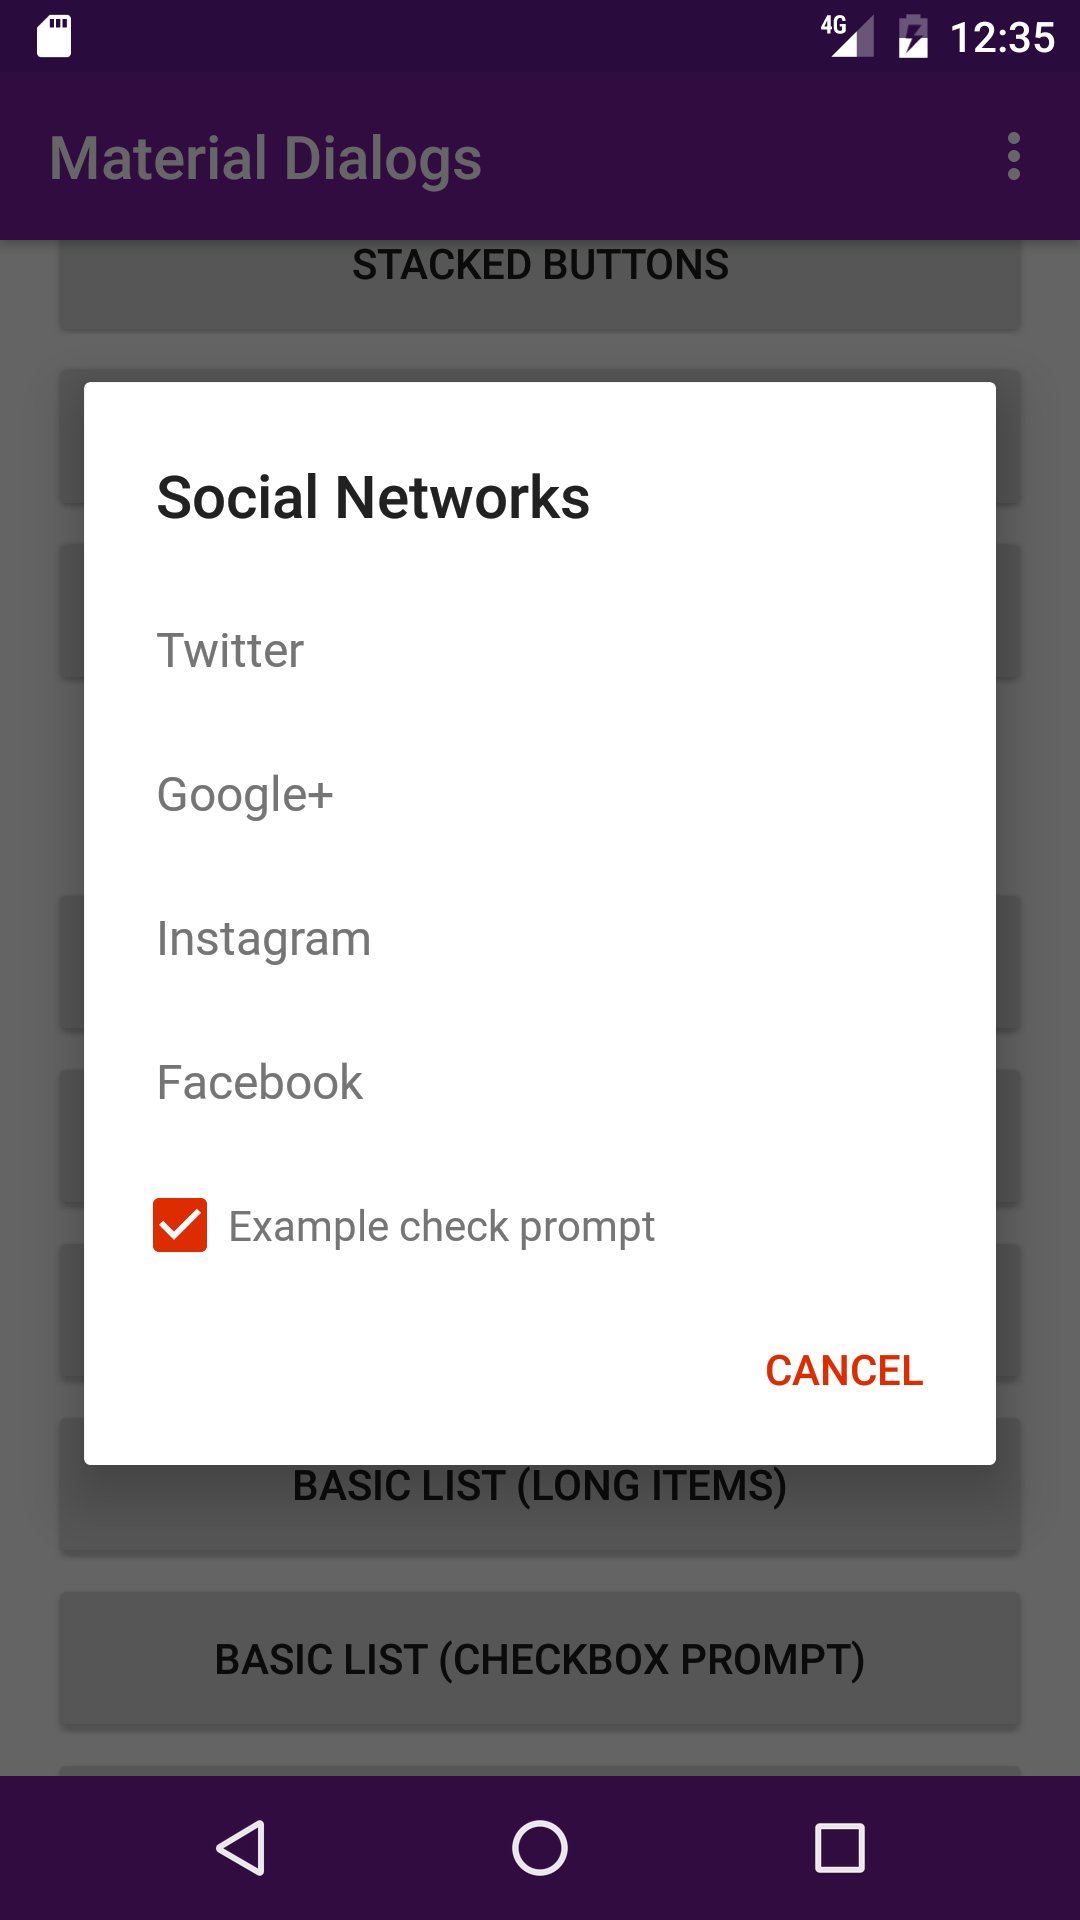 4G 12:35
Material Dialogs
STACKED BUTTONS
Social Networks
Twitter
Google+
Instagram
Facebook
Example check prompt
CANCEL
BASIC LIST (LONG ITEMS)
BASIC LIST (CHECKBOX PROMPT)